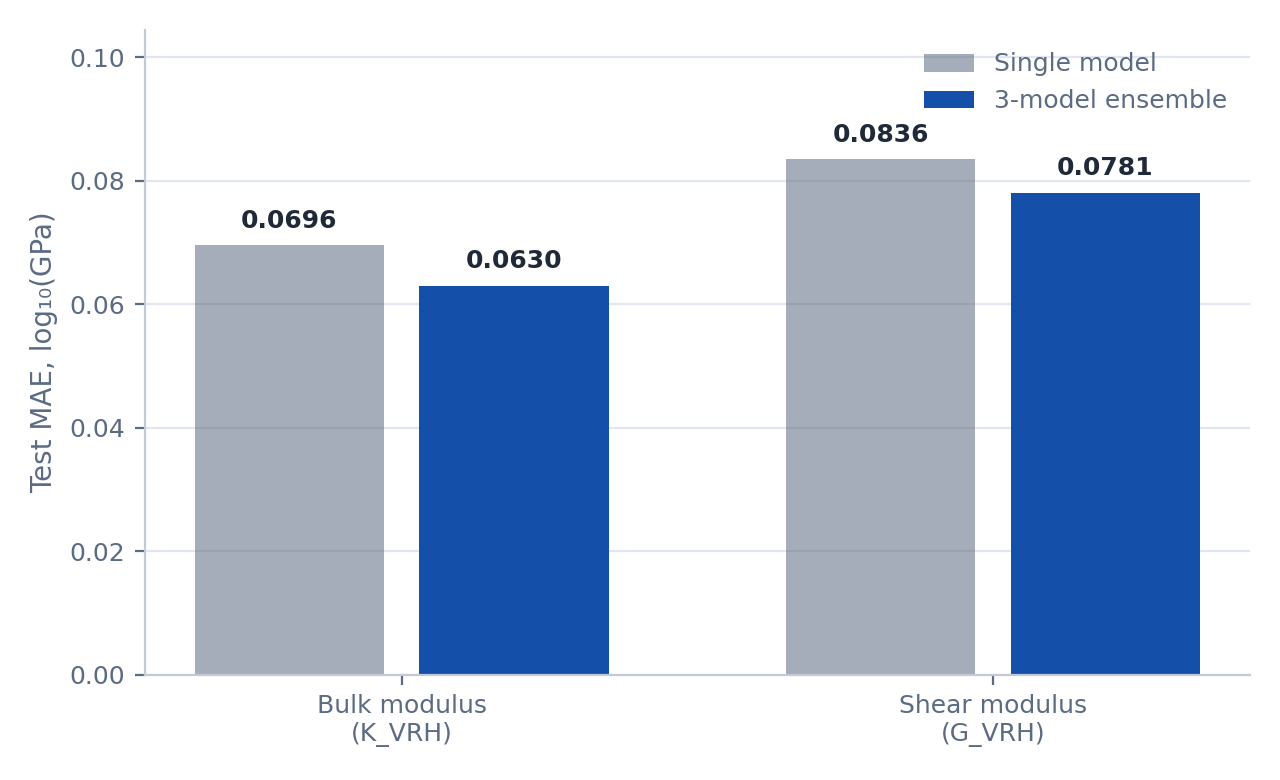 0.10
0.08
0.06
0.04
0.02
0.00
Test MAE, log₁₀(GPa)
Single model
3-model ensemble
0.0696
0.0630
0.0836
0.0781
Bulk modulus
(K_VRH)
Shear modulus
(G_VRH)